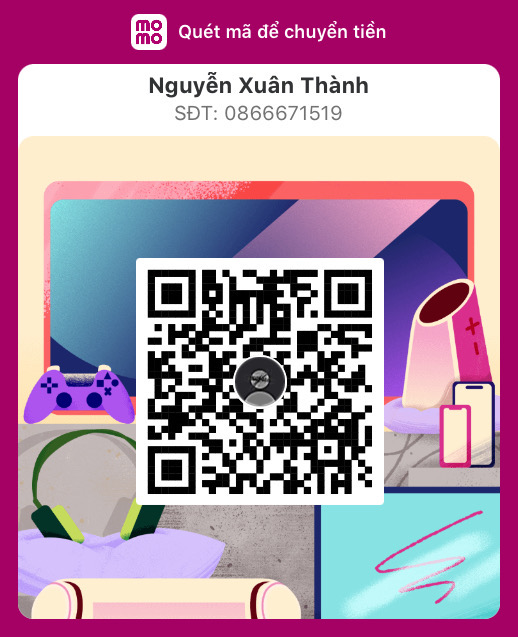 mo
mo
Quét mã để chuyển tiền
Nguyễn Xuân Thành
SĐT: 0866671519